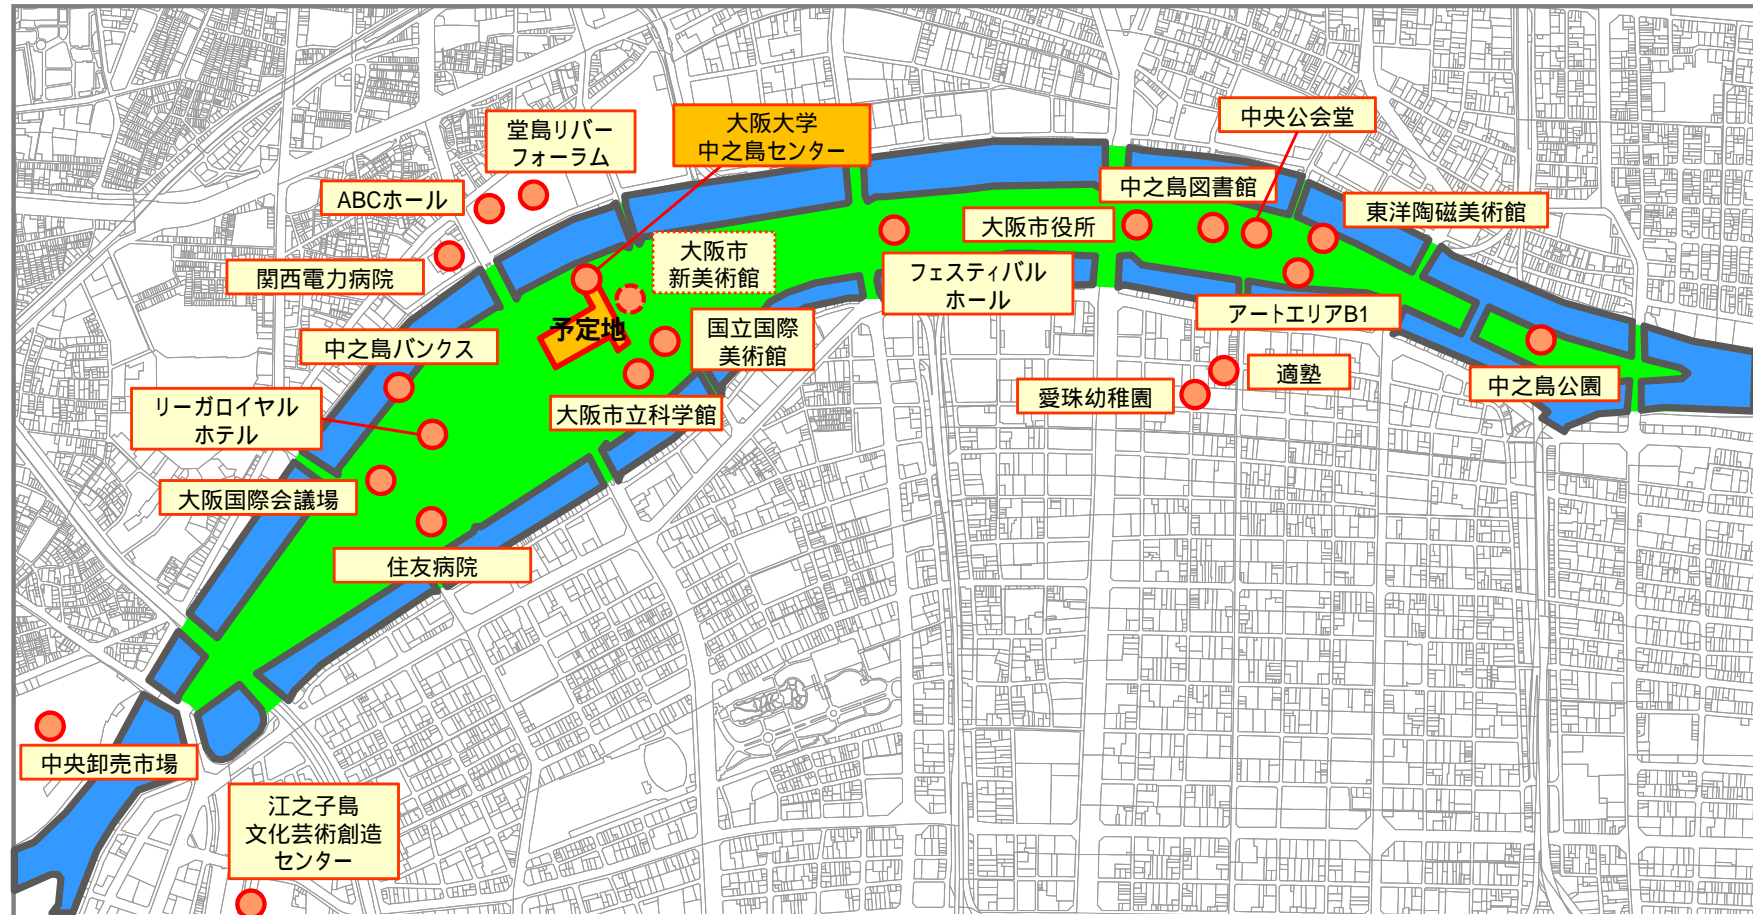 中央公会堂
堂島リバー
フォーラム
大阪大学
中之島センター
ABCホール
中之島図書館
大阪市役所
東洋陶磁美術館
大阪市
新美術館
関西電力病院
フェスティバル
ホール
アートエリアB1
予定地
国立国際
美術館
中之島バンクス
適塾
中之島公園
愛珠幼稚園
リーガロイヤル
ホテル
大阪市立科学館
大阪国際会議場
住友病院
中央卸売市場
江之子島
文化芸術創造
センター